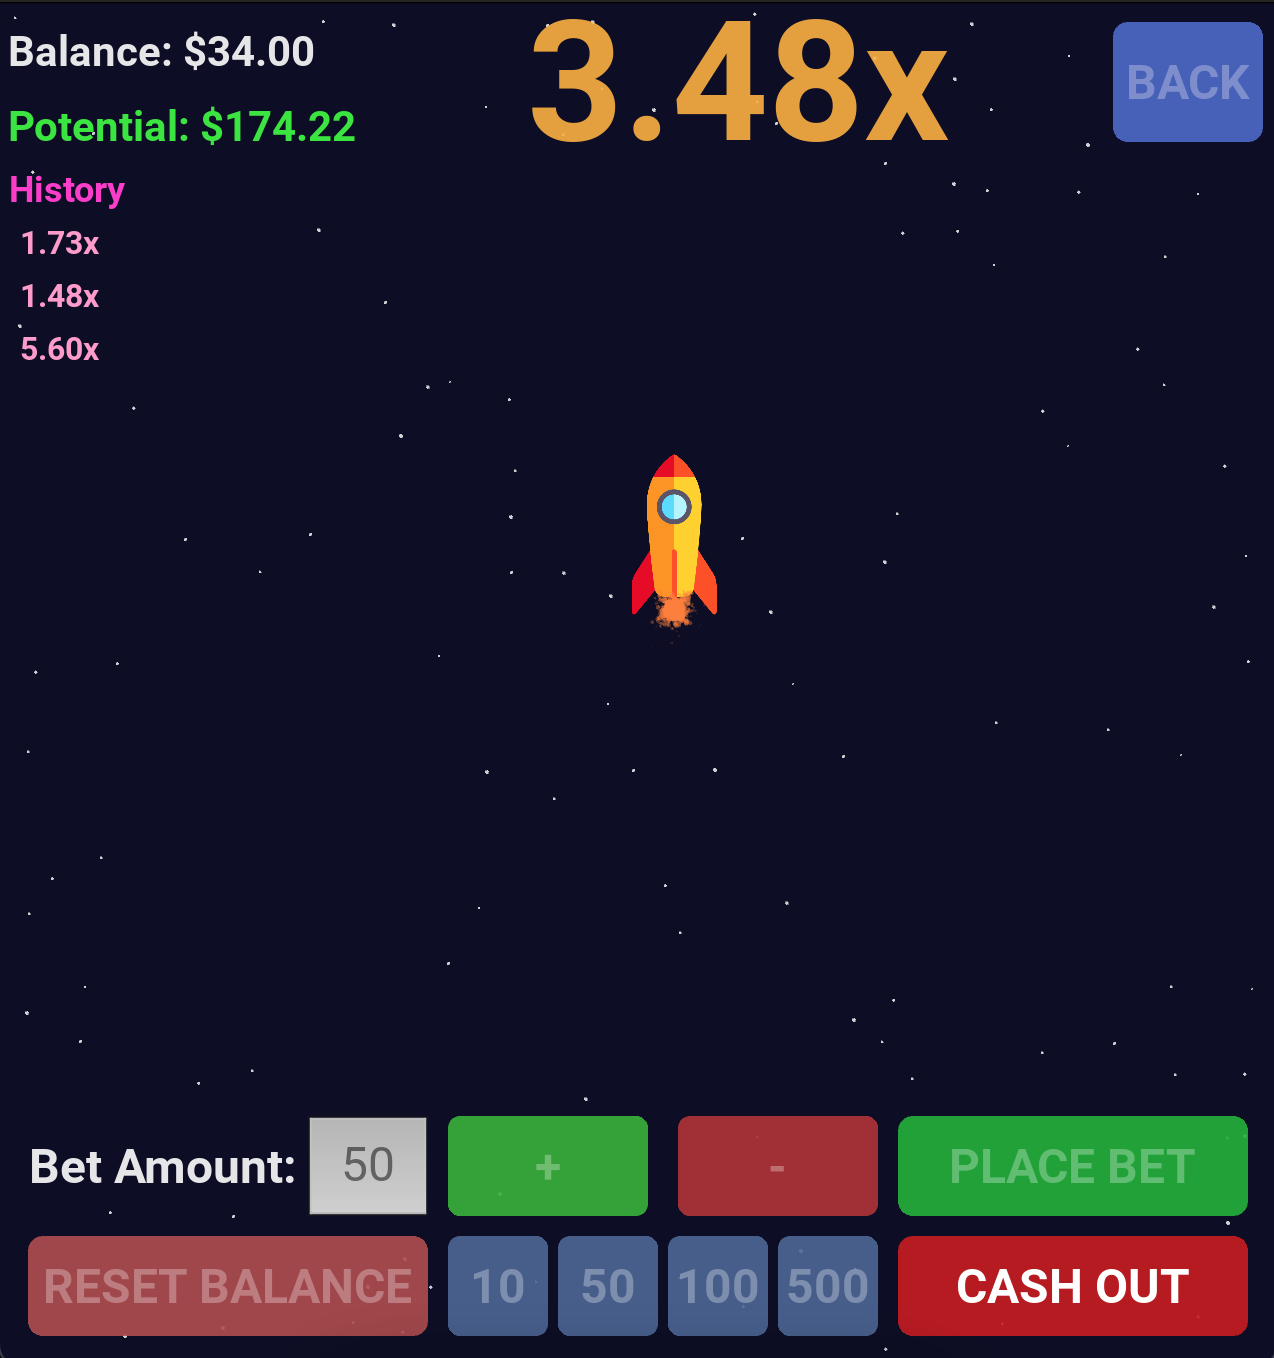 Balance: $34.00
3.48x
BACK
Potential: $174.22
History
1.73x
1.48x
5.60x
Bet Amount: 50 + - PLACE BET
RESET BALANCE 10 50 100 500 CASH OUT